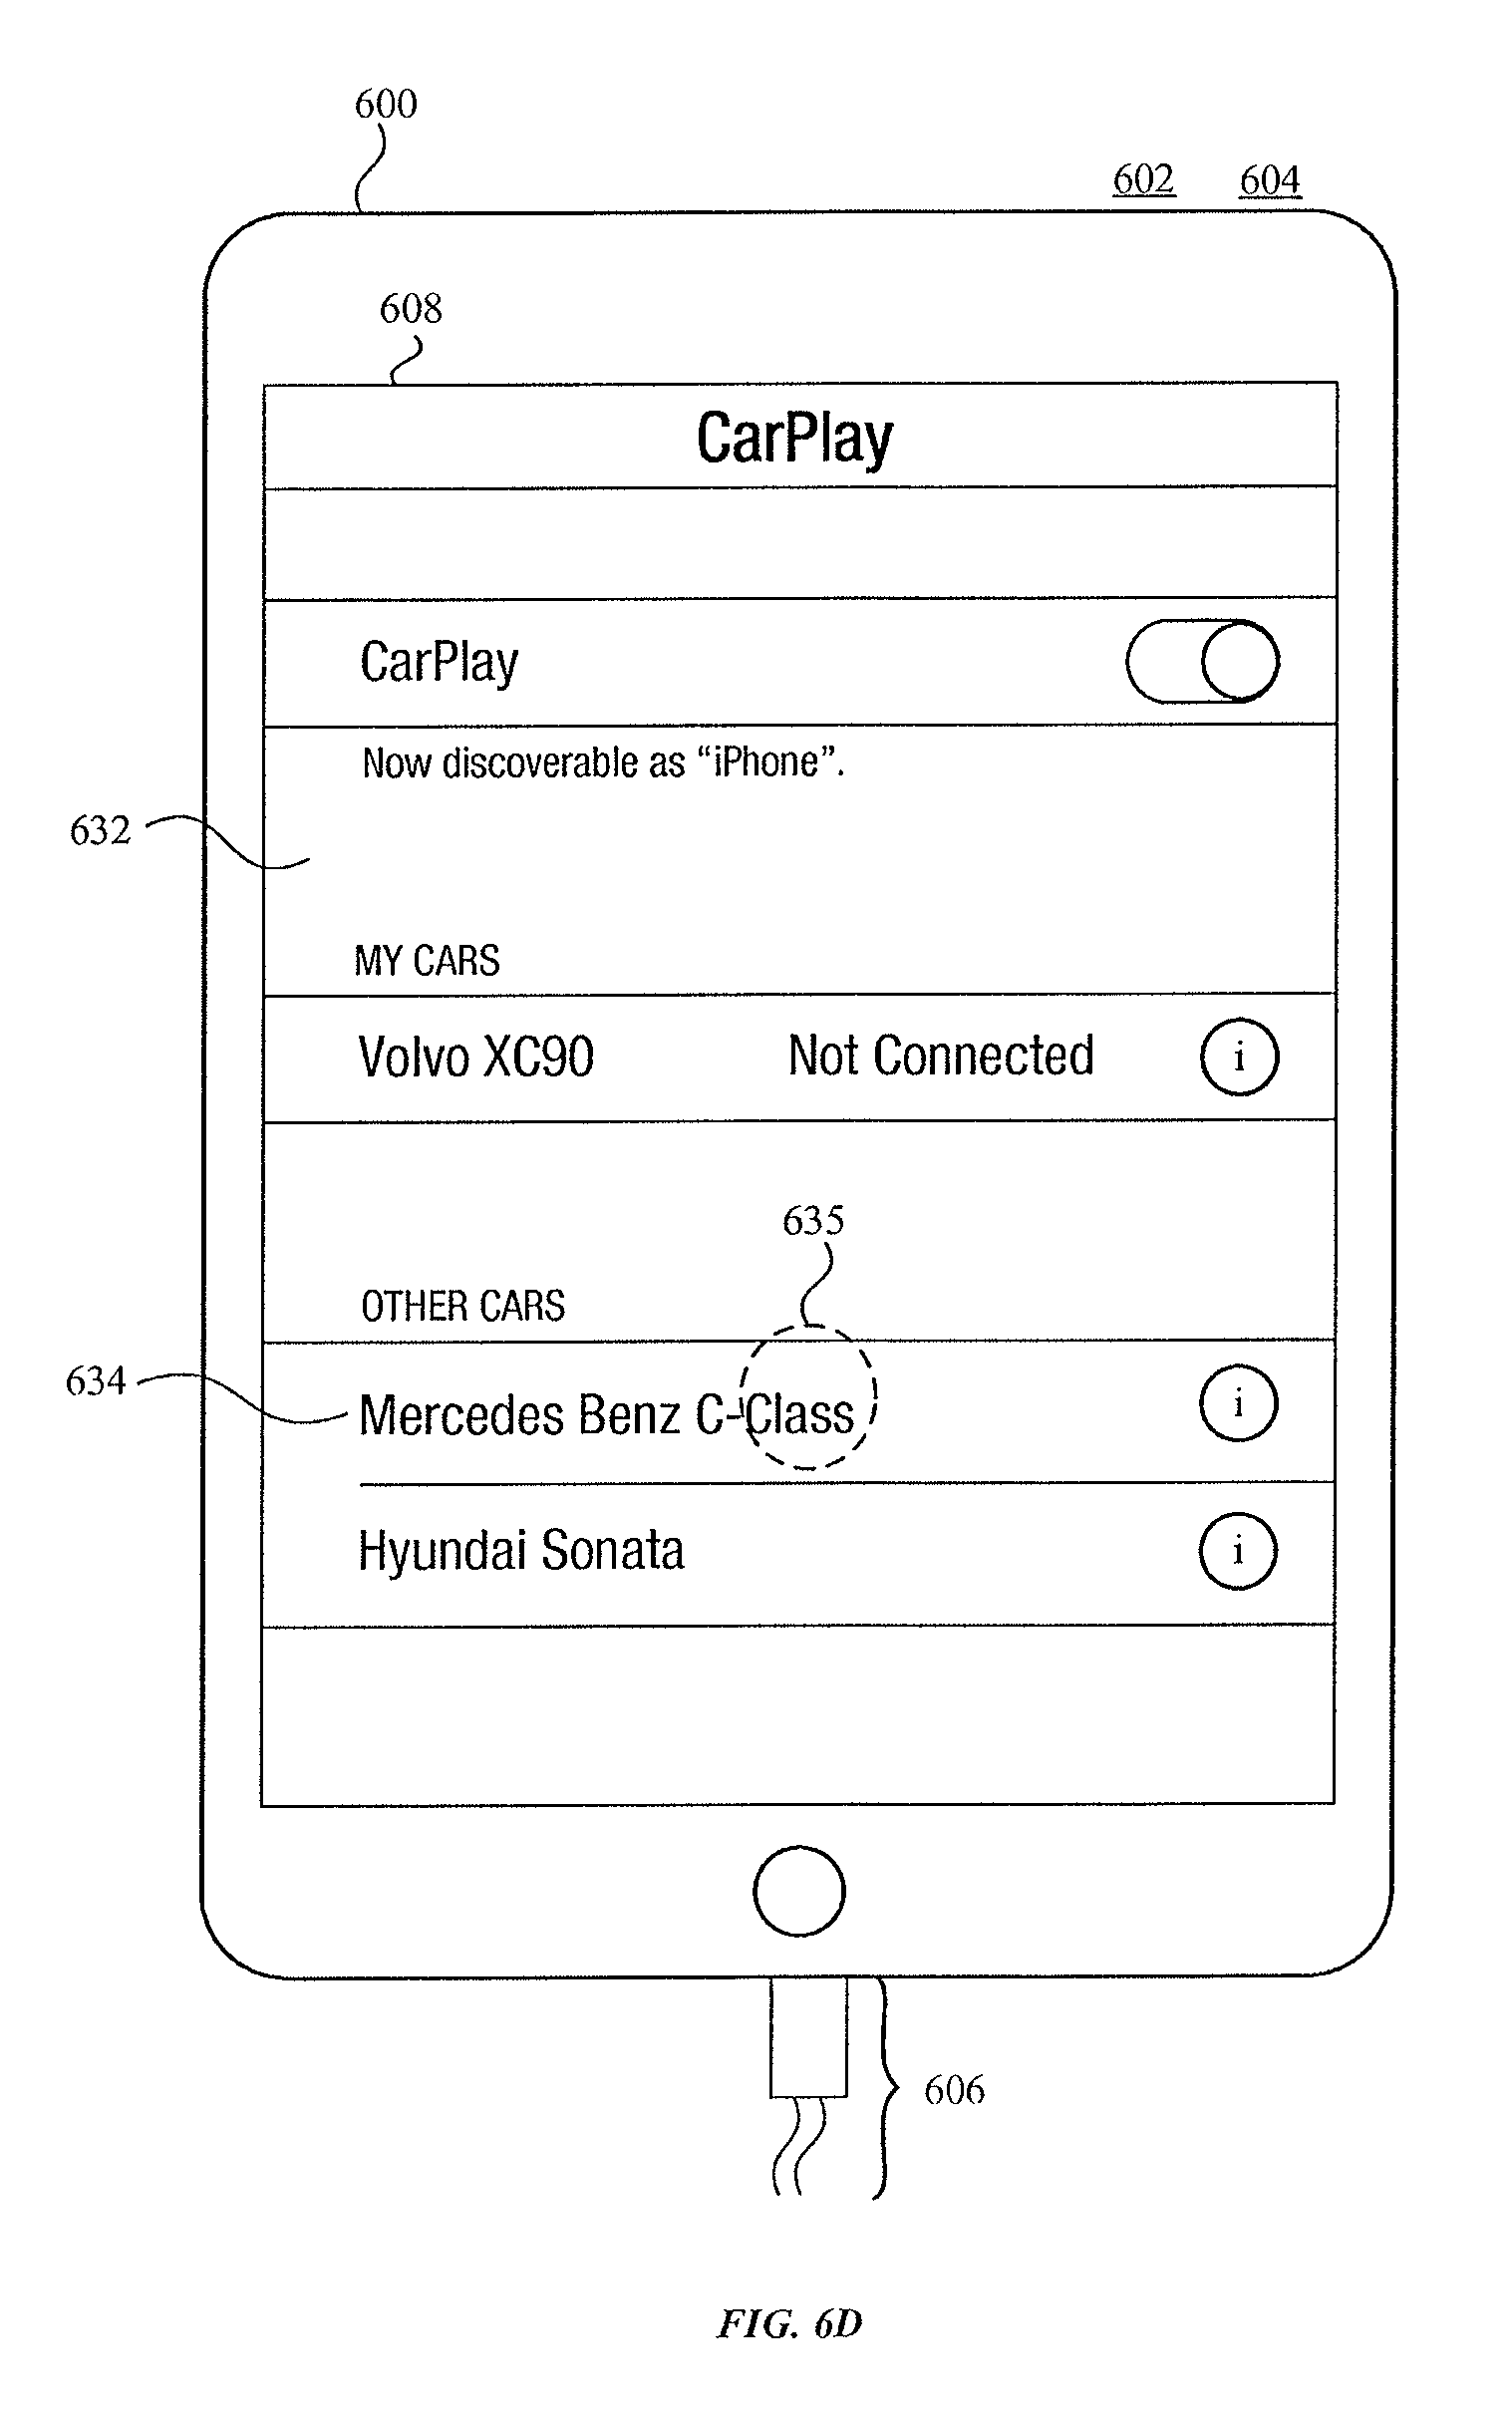 600
602 604
608
CarPlay
CarPlay
Now discoverable as “iPhone”.
632
MY CARS
Volvo XC90 Not Connected i
635
OTHER CARS
634 Mercedes Benz C-Class i
Hyundai Sonata i
606
FIG. 6D